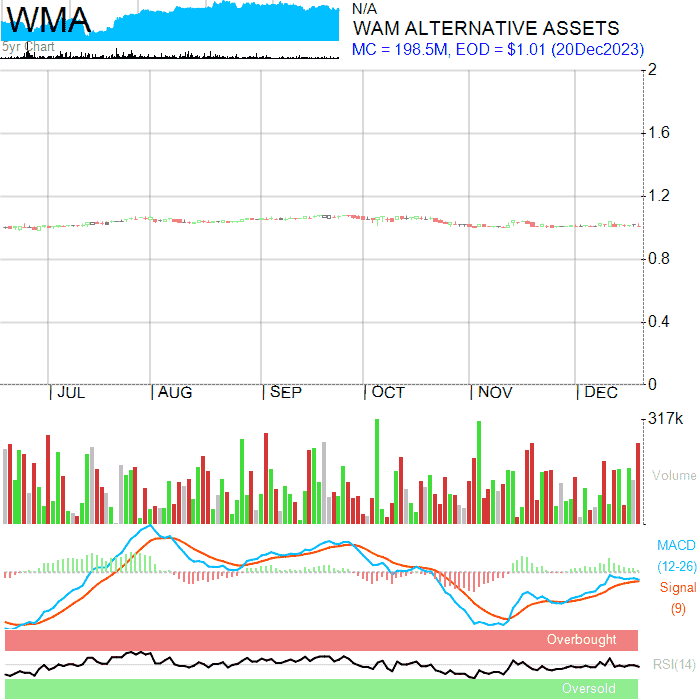 WMA
5yr Chart
N/A
WAM ALTERNATIVE ASSETS
MC = 198.5M, EOD = $1.01 (20Dec2023)
2
1.6
1.2
0.8
0.4
0
JUL AUG SEP OCT NOV DEC
317k
Volume
MACD
(12-26)
Signal
(9)
Overbought
RSI(14)
Oversold